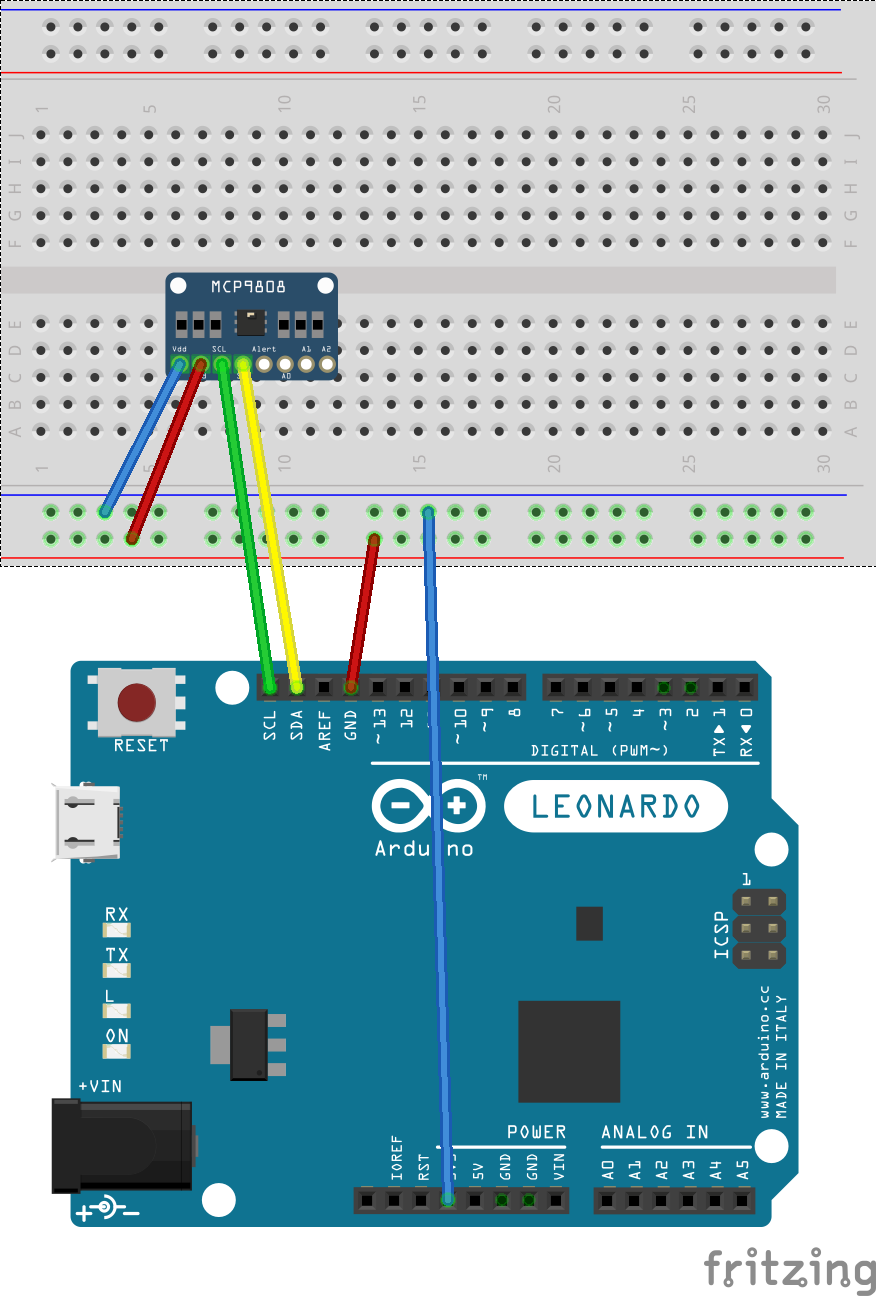 1 5 10 15 20 25 30
J J
I I
H H
G G
F F
MCP9808
E E
Vdd SCL Alert A1 A2
D D
A0
C C
B B
A A
1 5 10 15 20 25 30
SCL SDA AREF GND ~13 12 ~10 ~9 8 7 ~6 ~5 4 ~3 2 TX▶1 RX◀0
RESET
DIGITAL (PWM~)
TM
LEONARDO
Arduino
1
ICSP
RX
TX
L
ON
+VIN
www.arduino.cc
MADE IN ITALY
POWER ANALOG IN
IOREF RST 5V GND GND VIN A0 A1 A2 A3 A4 A5
fritzing